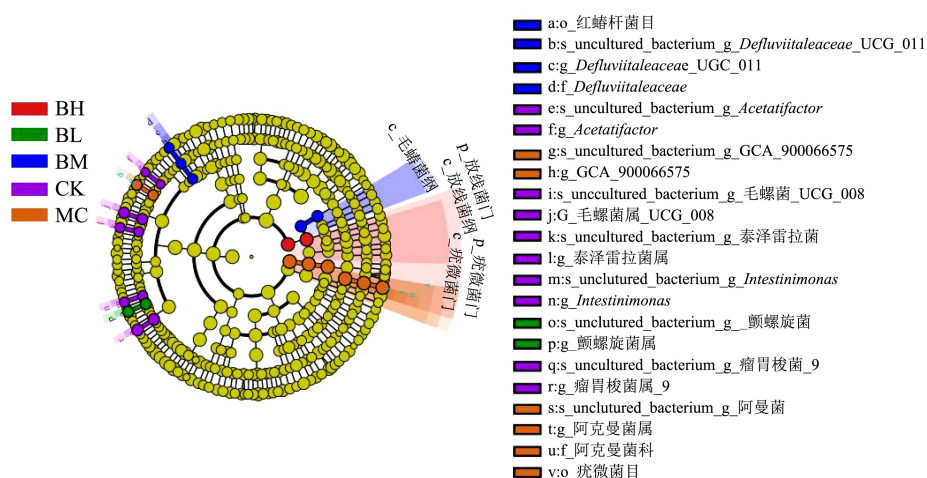 BH
BL
BM
CK
MC
c_毛蝽菌纲
p_放线菌门
c_放线菌纲
p_疣微菌门
c_疣微菌门
a:o_红蝽杆菌目
b:s_uncultured_bacterium_g_Defluviitaleaceae_UCG_011
c:g_Defluviitaleaceae_UGC_011
d:f_Defluviitaleaceae
e:s_uncultured_bacterium_g_Acetatifactor
f:g_Acetatifactor
g:s_uncultured_bacterium_g_GCA_900066575
h:g_GCA_900066575
i:s_unccultured_bacterium_g_毛螺菌_UCG_008
j:G_毛螺菌属_UCG_008
k:s_uncultured_bacterium_g_泰泽雷拉菌
l:g_泰泽雷拉菌属
m:s_uncultured_bacterium_g_Intestinimonas
n:g_Intestinimonas
o:s_unclutured_bacterium_g_颤螺旋菌
p:g_颤螺旋菌属
q:s_uncultured_bacterium_g_瘤胃梭菌_9
r:g_瘤胃梭菌属_9
s:s_unclutured_bacterium_g_阿曼菌
t:g_阿克曼菌属
u:f_阿克曼菌科
v:o_疣微菌目